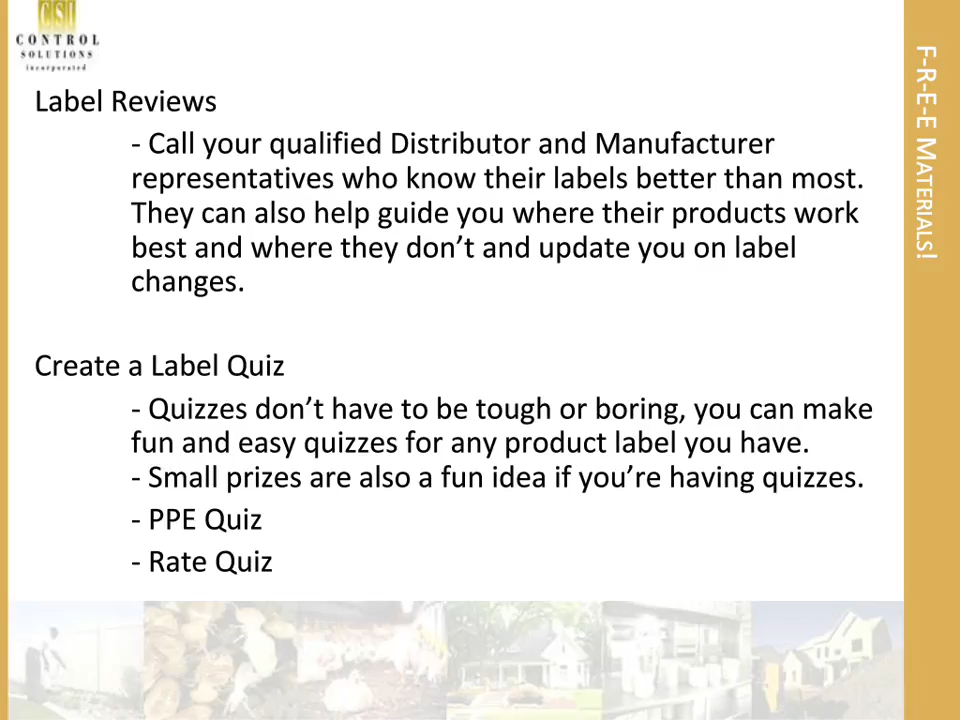 CSI
CONTROL
SOLUTIONS
incorporated
Label Reviews
- Call your qualified Distributor and Manufacturer
representatives who know their labels better than most.
They can also help guide you where their products work
best and where they don’t and update you on label
changes.
Create a Label Quiz
- Quizzes don’t have to be tough or boring, you can make
fun and easy quizzes for any product label you have.
- Small prizes are also a fun idea if you’re having quizzes.
- PPE Quiz
- Rate Quiz
F-R-E-E MATERIALS!